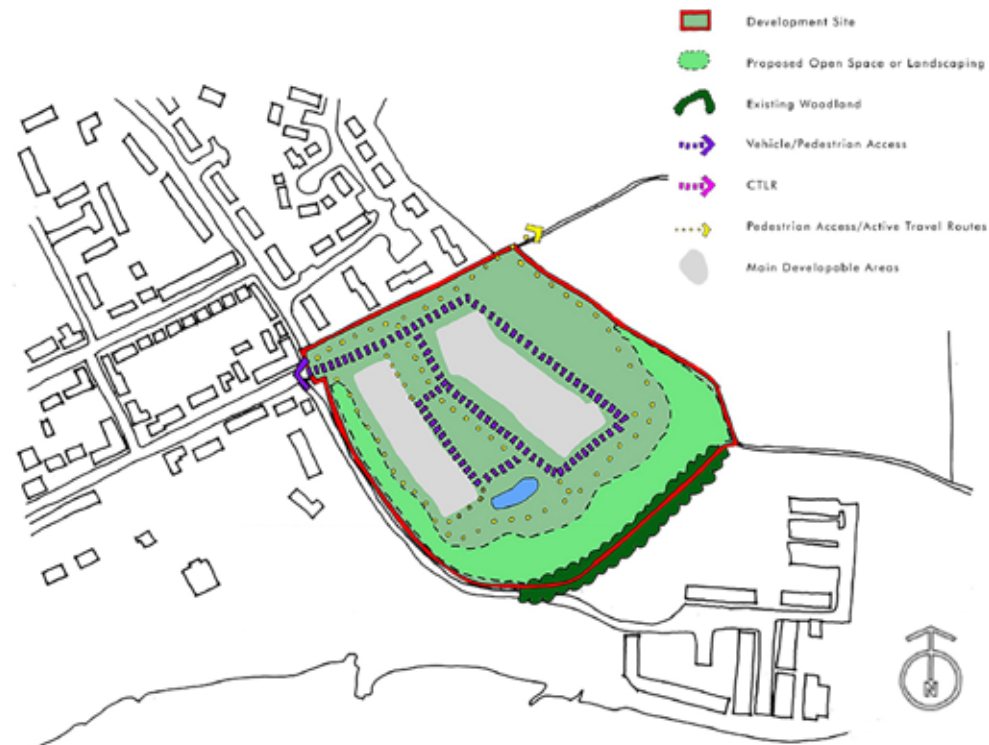 Development Site
Proposed Open Space or Landscaping
Existing Woodland
Vehicle/Pedestrian Access
CTLR
Pedestrian Access/Active Travel Routes
Main Developable Areas
N